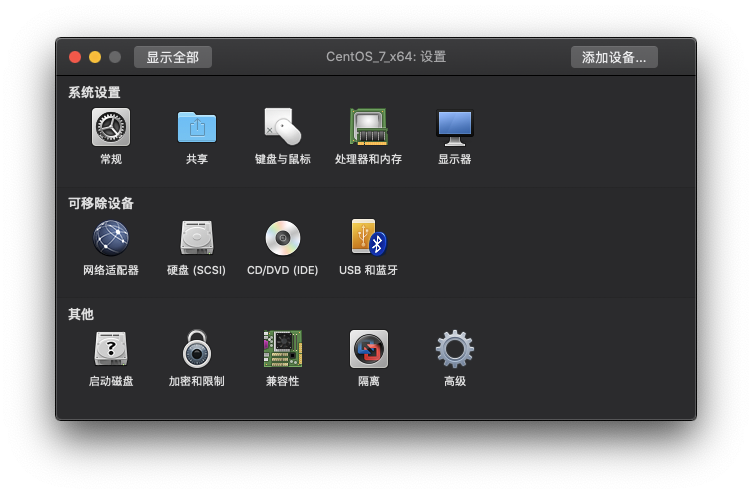 显示全部 CentOS_7_x64: 设置 添加设备...
系统设置
常规 共享 键盘与鼠标 处理器和内存 显示器
可移除设备
网络适配器 硬盘 (SCSI) CD/DVD (IDE) USB 和蓝牙
其他
?
启动磁盘 加密和限制 兼容性 隔离 高级